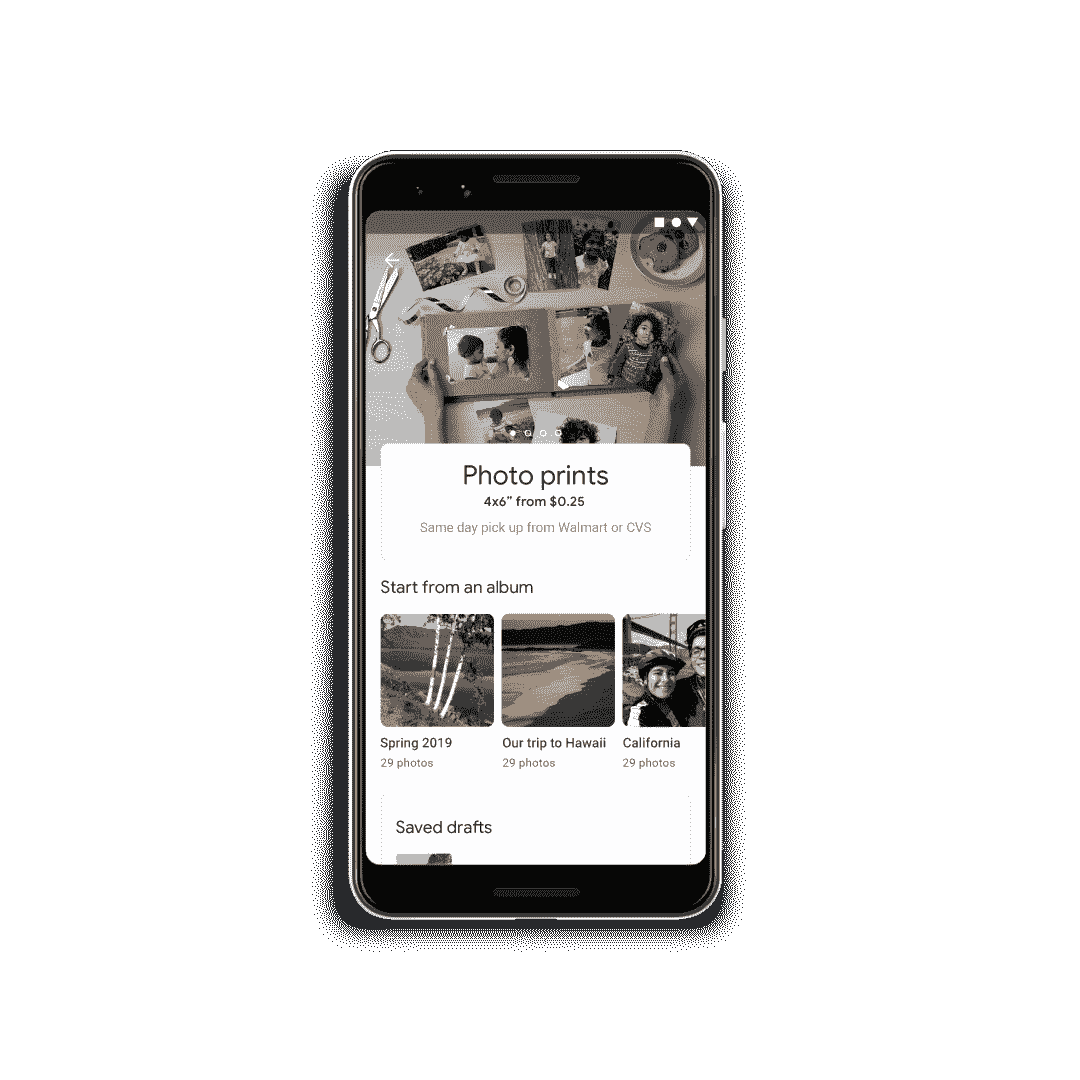 Photo prints
4x6” from $0.25
Same day pick up from Walmart or CVS
Start from an album
Spring 2019
29 photos
Our trip to Hawaii
29 photos
California
29 photos
Saved drafts